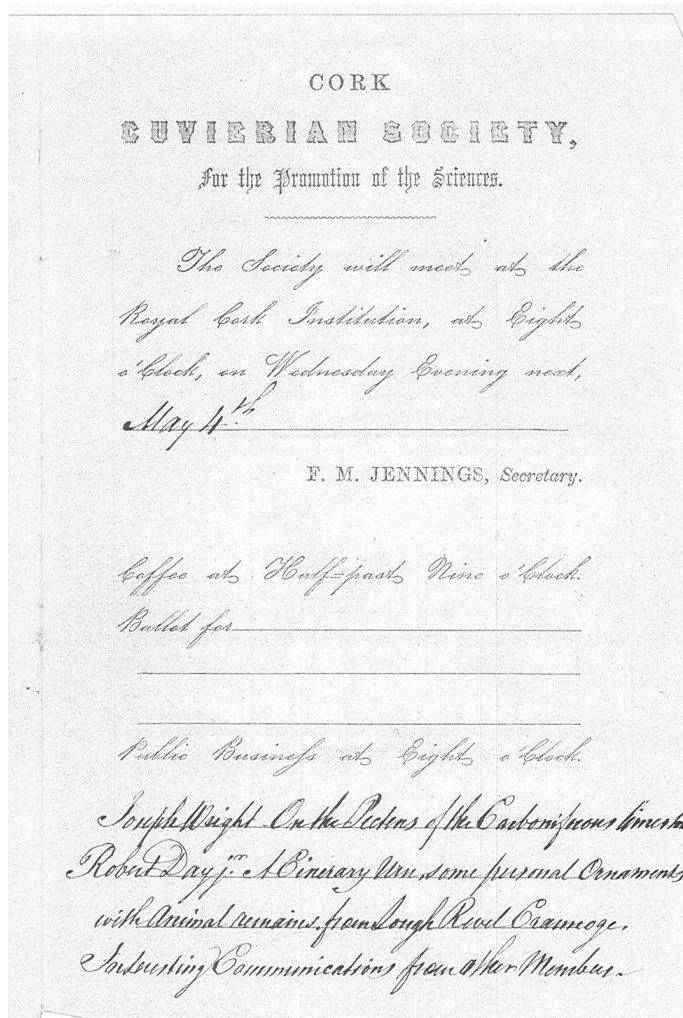 CORK
CUVIERIAN SOCIETY,
For the Promotion of the Sciences.
The Society will meet at the
Royal Cork Institution, at Eight
o'Clock, on Wednesday Evening next,
May 4th
F. M. JENNINGS, Secretary.
Coffee at Half-past Nine o'Clock.
Ballot for
Public Business at Eight o'Clock.
Joseph Wright On the Pectens of the Carboniferous
Robert Day jnr. A Cinerary Urn, some personal Ornaments
with Animal remains, from Lough Revel Crannoge.
Interesting Communications from other Members.